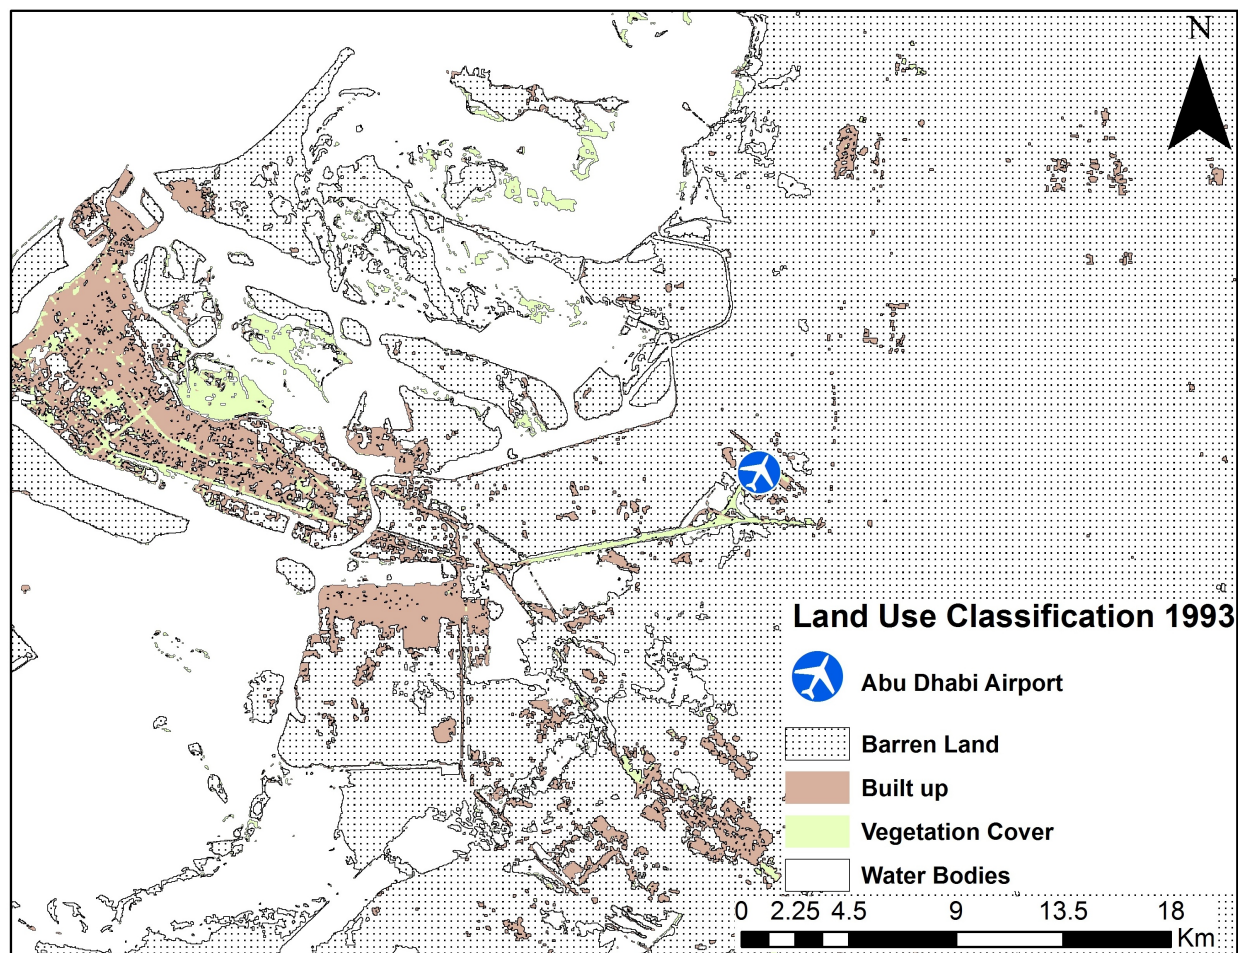 N
Land Use Classification 1993
Abu Dhabi Airport
Barren Land
Built up
Vegetation Cover
Water Bodies
0 2.25 4.5 9 13.5 18
Km